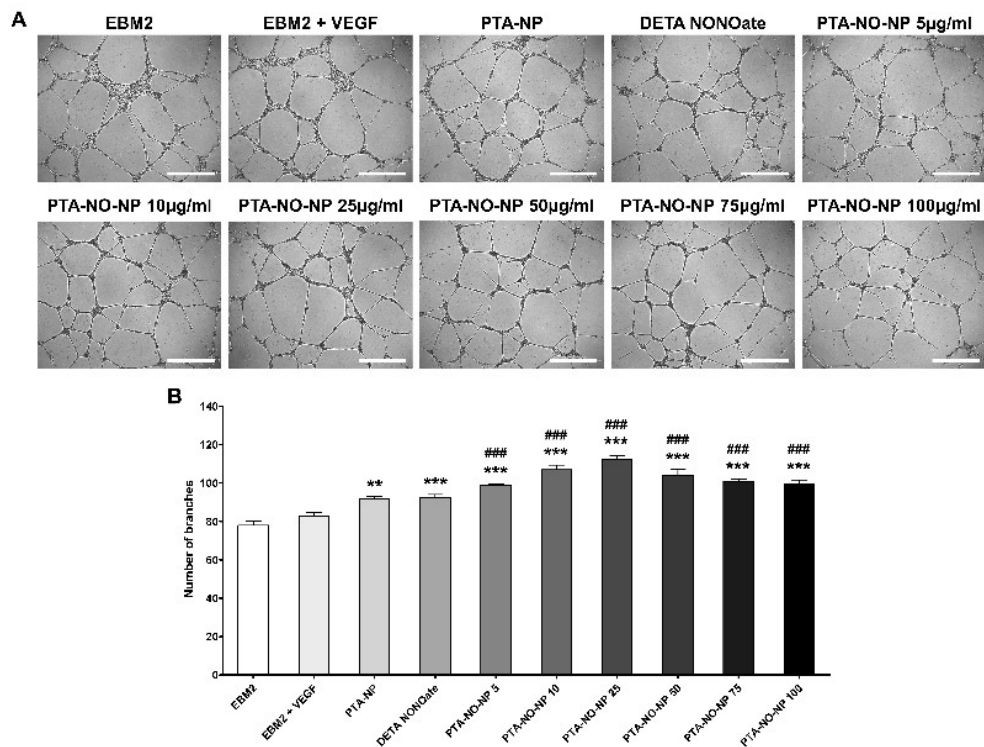 A
EBM2
EBM2 + VEGF
PTA-NP
DETA NONOate
PTA-NO-NP 5µg/ml
PTA-NO-NP 10µg/ml
PTA-NO-NP 25µg/ml
PTA-NO-NP 50µg/ml
PTA-NO-NP 75µg/ml
PTA-NO-NP 100µg/ml
B
Number of branches
140
120
100
80
60
40
20
0
**
***
###
***
###
***
###
***
###
***
###
***
###
***
EBM2
EBM2 + VEGF
PTA-NP
DETA NONOate
PTA-NO-NP 5
PTA-NO-NP 10
PTA-NO-NP 25
PTA-NO-NP 50
PTA-NO-NP 75
PTA-NO-NP 100